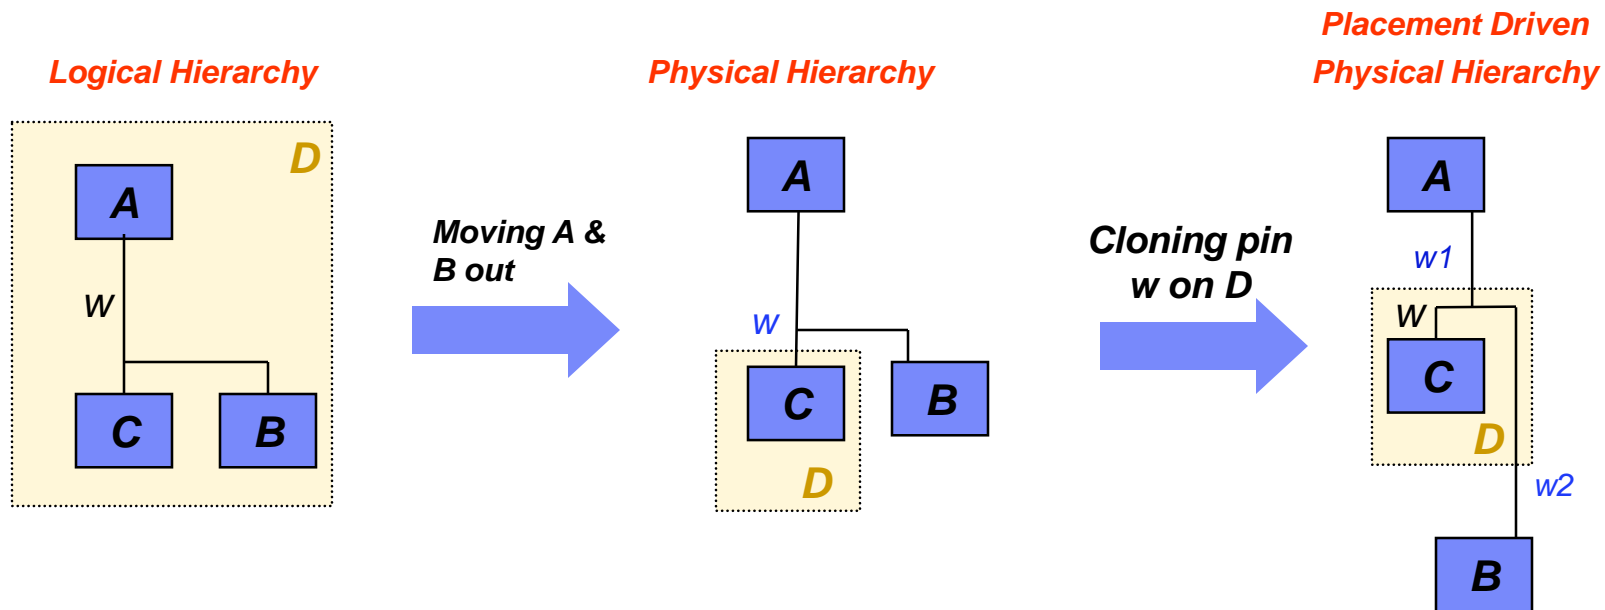 Logical Hierarchy
D
A
w
C
B
Moving A &
B out
Physical Hierarchy
A
w
C
B
D
Cloning pin
w on D
Placement Driven
Physical Hierarchy
A
w1
w
C
D
w2
B